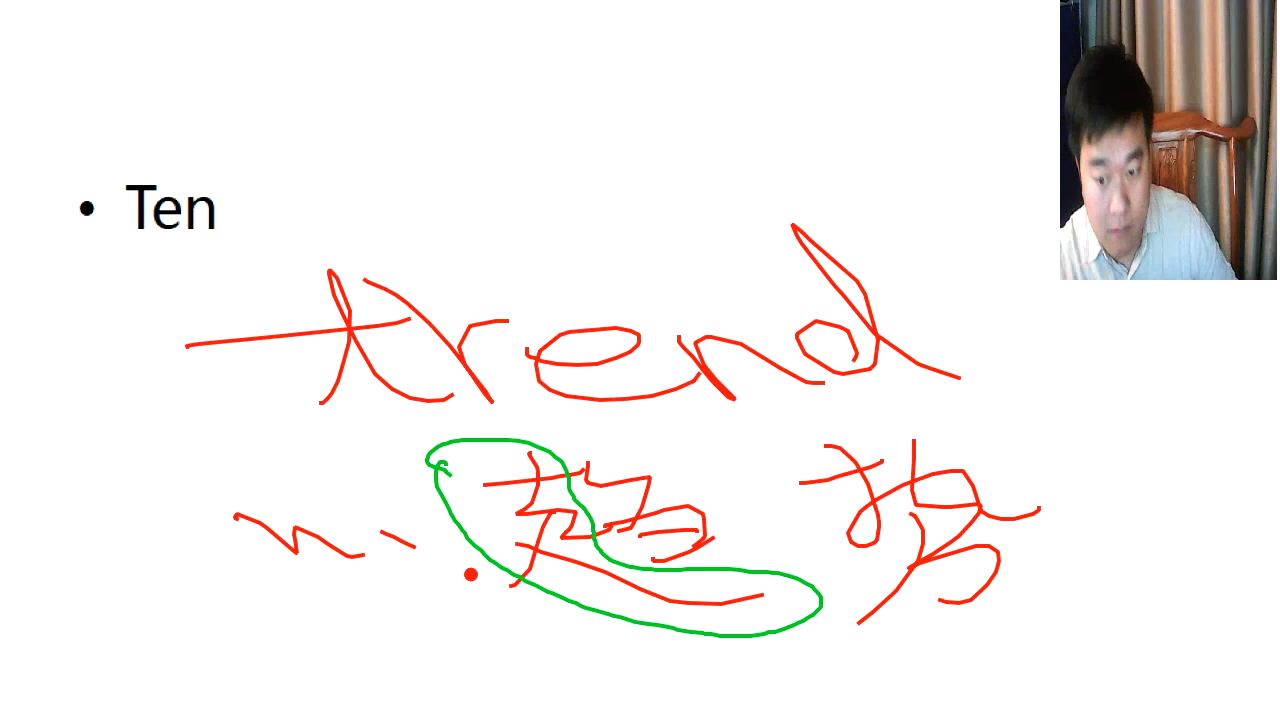 • Ten
trend
n. 趋势